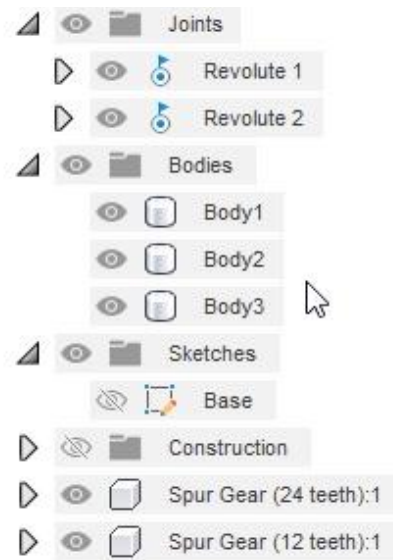 Joints
Revolute 1
Revolute 2
Bodies
Body1
Body2
Body3
Sketches
Base
Construction
Spur Gear (24 teeth):1
Spur Gear (12 teeth):1